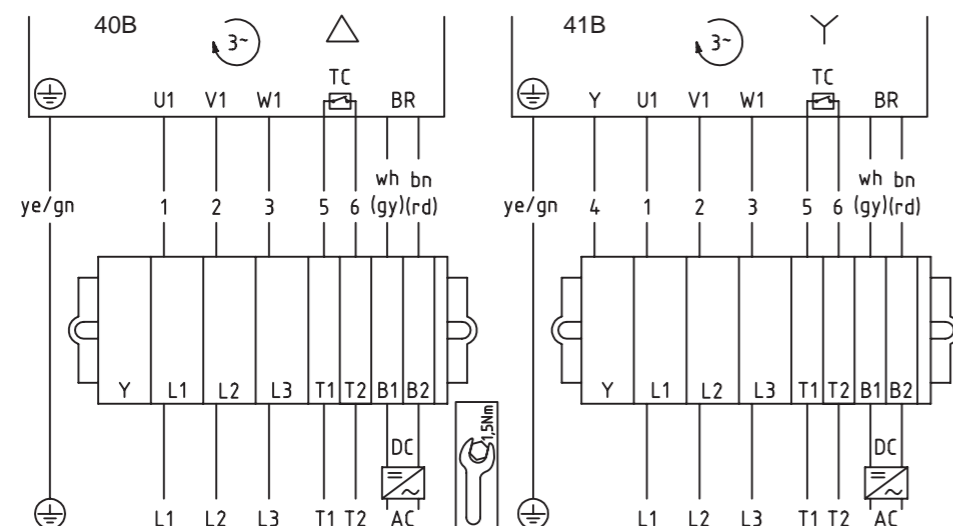 40B
3~
TC
U1 V1 W1 BR
wh bn
ye/gn 1 2 3 5 6 (gy) (rd)
Y L1 L2 L3 T1 T2 B1 B2
DC
L1 L2 L3 T1 T2 AC
1,5Nm
41B
3~
TC
Y U1 V1 W1 BR
wh bn
ye/gn 4 1 2 3 5 6 (gy) (rd)
Y L1 L2 L3 T1 T2 B1 B2
DC
L1 L2 L3 T1 T2 AC